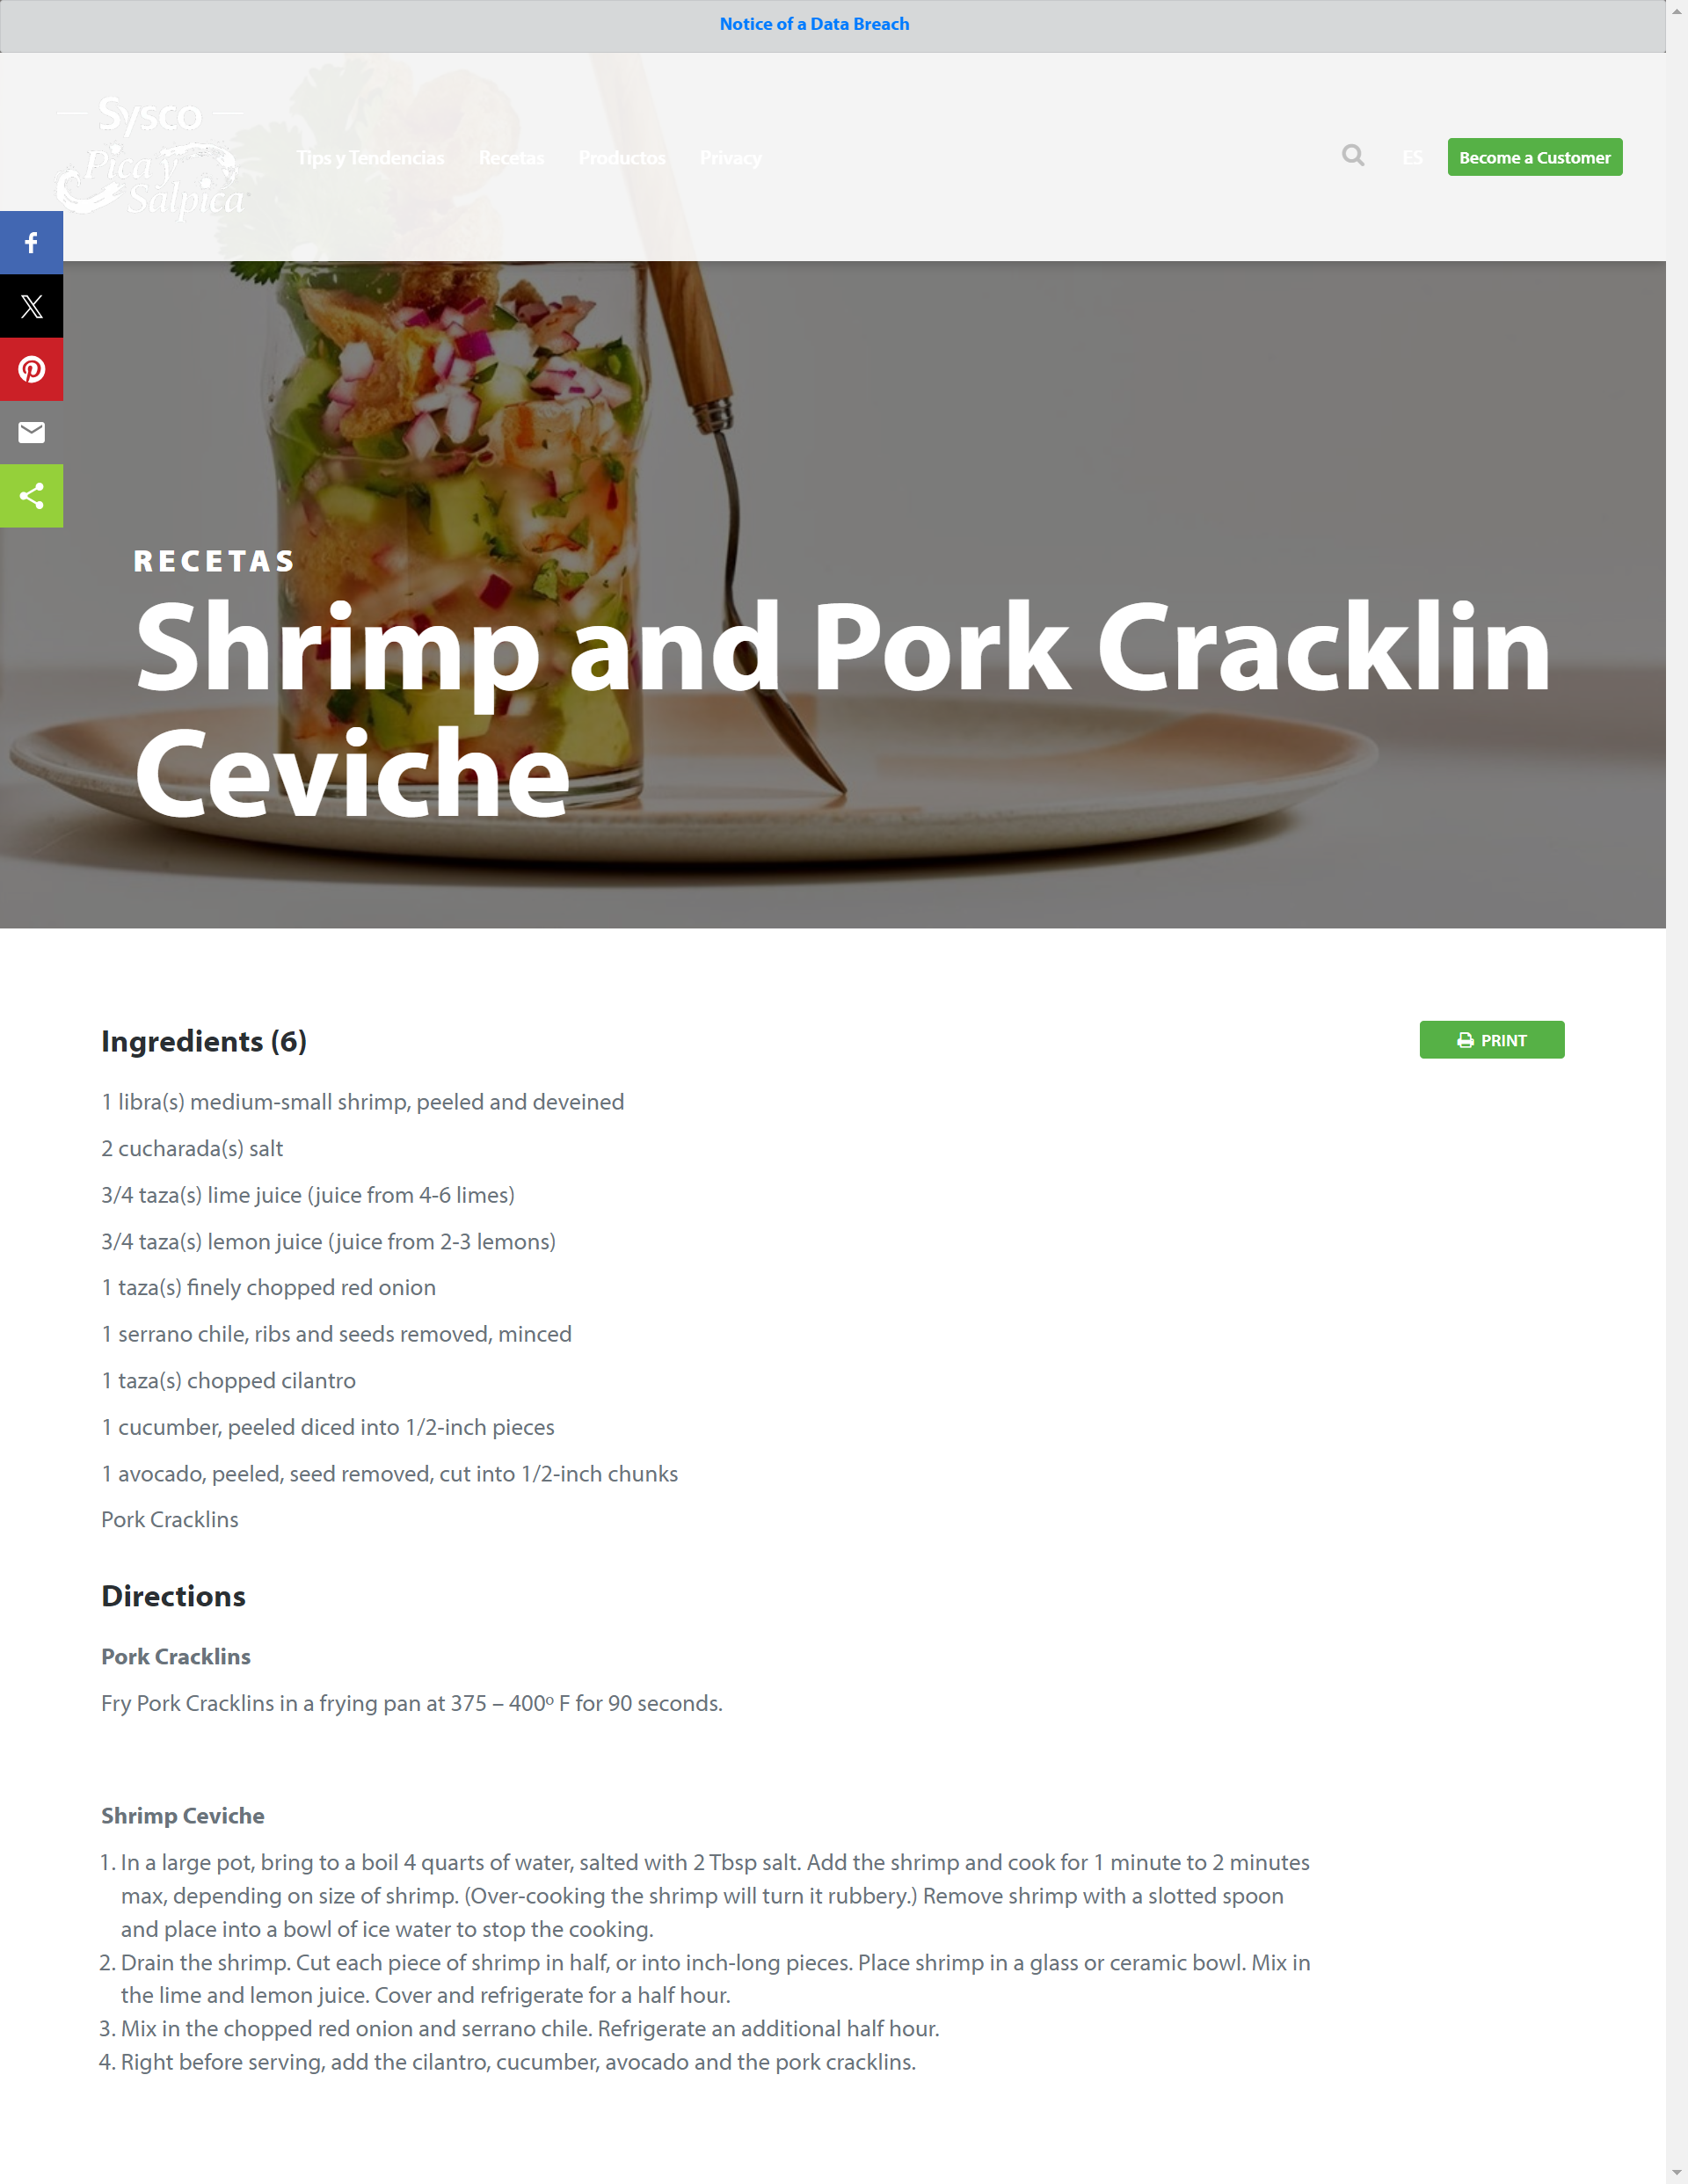 Notice of a Data Breach
Sysco
Pica y
Salpica
Tips y Tendencias
Recetas
Productos
Privacy
ES
Become a Customer
RECETAS
Shrimp and Pork Cracklin
Ceviche
Ingredients (6)
PRINT
1 libra(s) medium-small shrimp, peeled and deveined
2 cucharada(s) salt
3/4 taza(s) lime juice (juice from 4-6 limes)
3/4 taza(s) lemon juice (juice from 2-3 lemons)
1 taza(s) finely chopped red onion
1 serrano chile, ribs and seeds removed, minced
1 taza(s) chopped cilantro
1 cucumber, peeled diced into 1/2-inch pieces
1 avocado, peeled, seed removed, cut into 1/2-inch chunks
Pork Cracklins
Directions
Pork Cracklins
Fry Pork Cracklins in a frying pan at 375 – 400º F for 90 seconds.
Shrimp Ceviche
1. In a large pot, bring to a boil 4 quarts of water, salted with 2 Tbsp salt. Add the shrimp and cook for 1 minute to 2 minutes
max, depending on size of shrimp. (Over-cooking the shrimp will turn it rubbery.) Remove shrimp with a slotted spoon
and place into a bowl of ice water to stop the cooking.
2. Drain the shrimp. Cut each piece of shrimp in half, or into inch-long pieces. Place shrimp in a glass or ceramic bowl. Mix in
the lime and lemon juice. Cover and refrigerate for a half hour.
3. Mix in the chopped red onion and serrano chile. Refrigerate an additional half hour.
4. Right before serving, add the cilantro, cucumber, avocado and the pork cracklins.